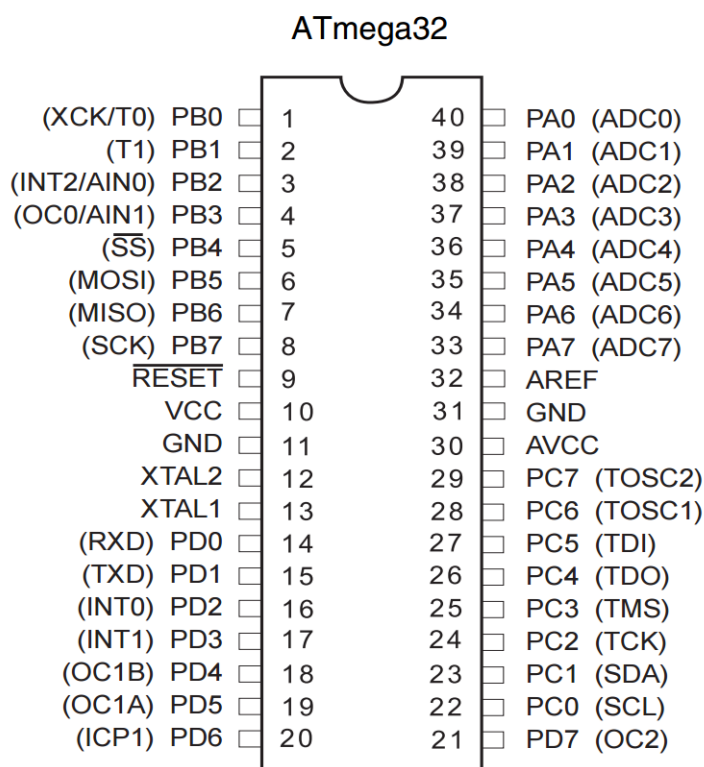 ATmega32
(XCK/T0) PB0 1 40 PA0 (ADC0)
(T1) PB1 2 39 PA1 (ADC1)
(INT2/AIN0) PB2 3 38 PA2 (ADC2)
(OC0/AIN1) PB3 4 37 PA3 (ADC3)
(S̅S̅) PB4 5 36 PA4 (ADC4)
(MOSI) PB5 6 35 PA5 (ADC5)
(MISO) PB6 7 34 PA6 (ADC6)
(SCK) PB7 8 33 PA7 (ADC7)
R̅E̅S̅E̅T̅ 9 32 AREF
VCC 10 31 GND
GND 11 30 AVCC
XTAL2 12 29 PC7 (TOSC2)
XTAL1 13 28 PC6 (TOSC1)
(RXD) PD0 14 27 PC5 (TDI)
(TXD) PD1 15 26 PC4 (TDO)
(INT0) PD2 16 25 PC3 (TMS)
(INT1) PD3 17 24 PC2 (TCK)
(OC1B) PD4 18 23 PC1 (SDA)
(OC1A) PD5 19 22 PC0 (SCL)
(ICP1) PD6 20 21 PD7 (OC2)